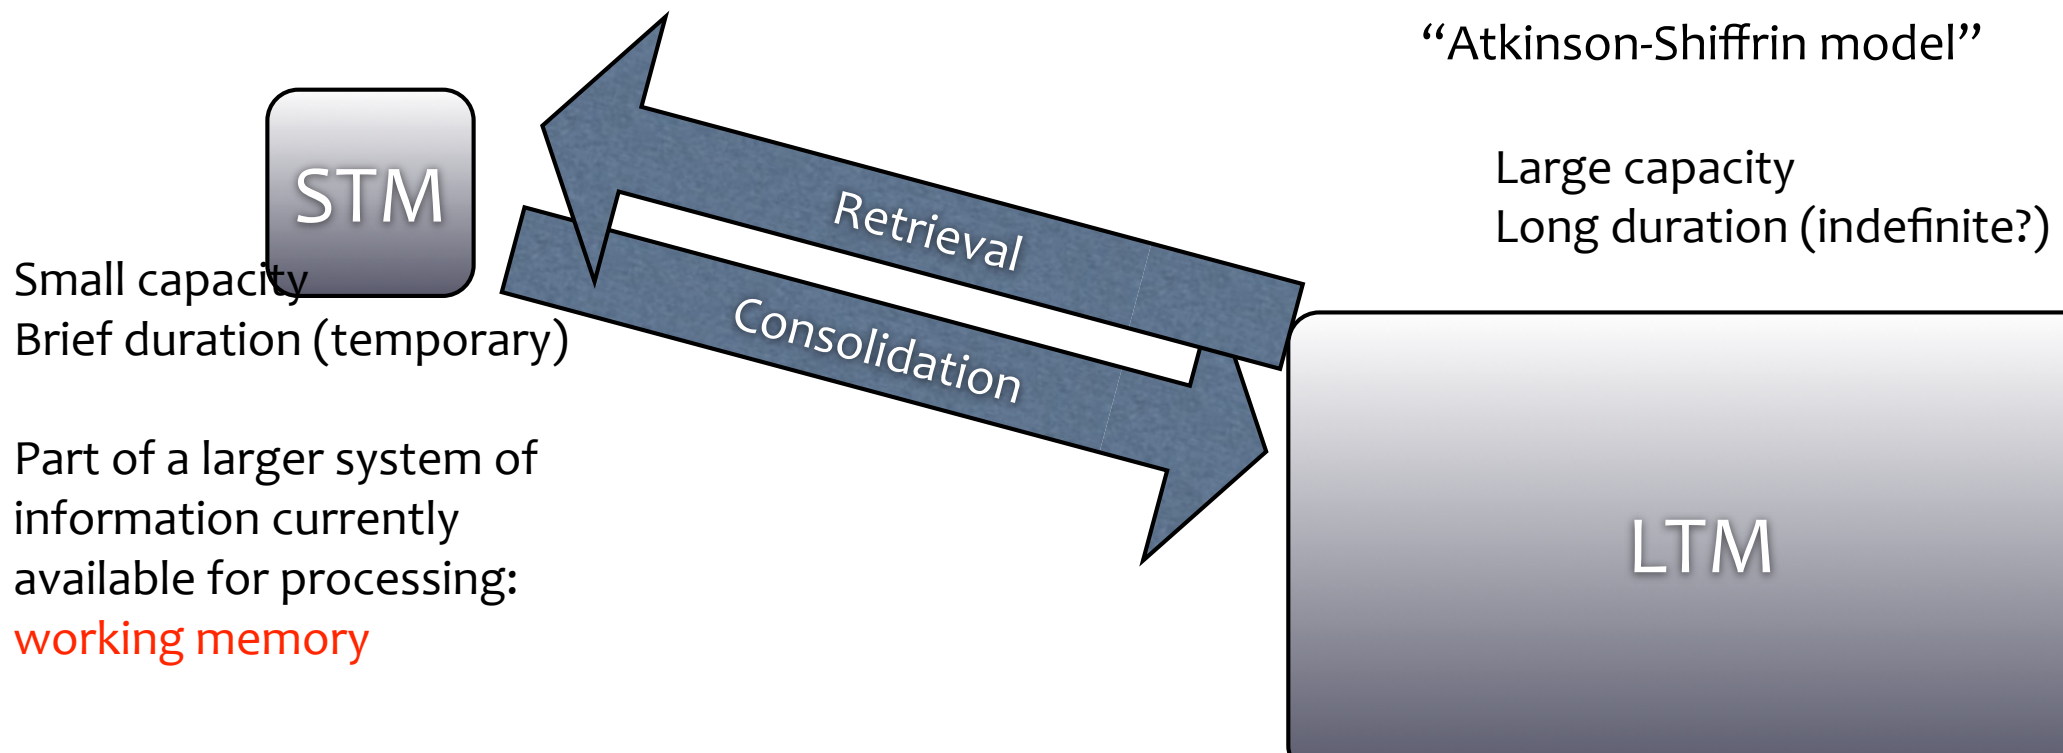 “Atkinson-Shiffrin model”
STM
Retrieval
Large capacity
Long duration (indefinite?)
Small capacity
Brief duration (temporary)
Consolidation
Part of a larger system of
information currently
available for processing:
working memory
LTM